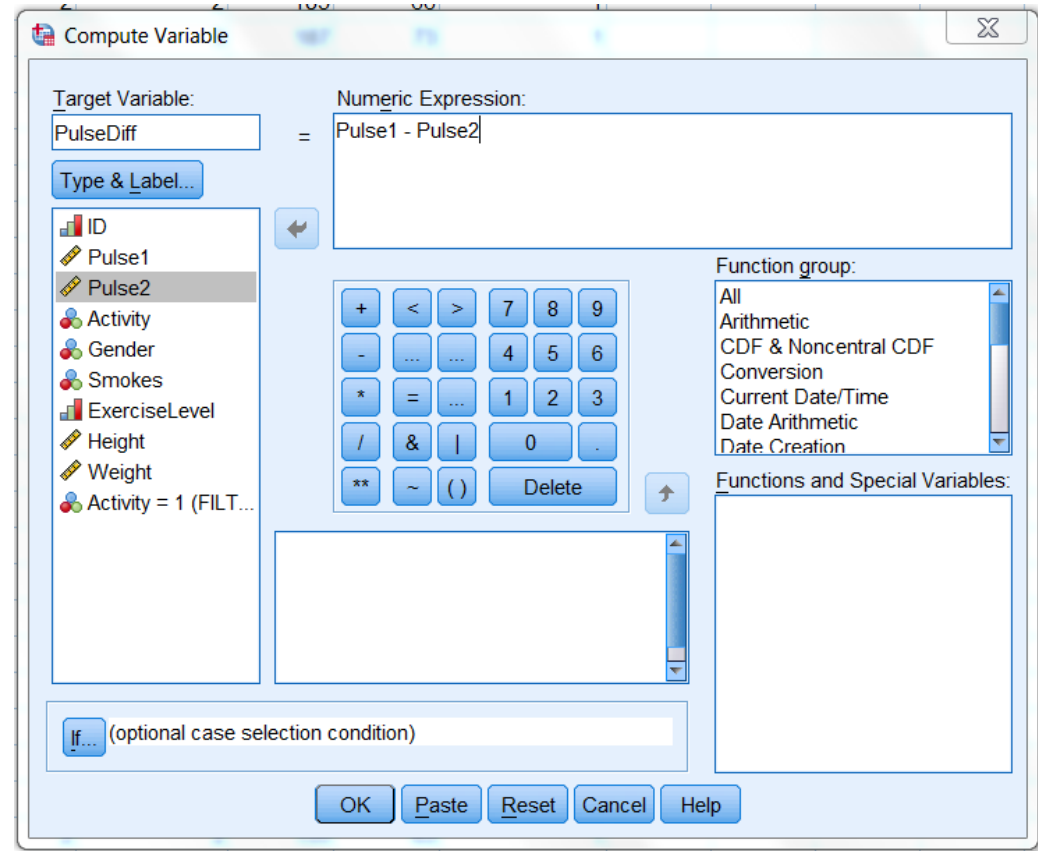 Compute Variable
Target Variable:
Numeric Expression:
PulseDiff
=
Pulse1 - Pulse2
Type & Label...
ID
Pulse1
Pulse2
Activity
Gender
Smokes
ExerciseLevel
Height
Weight
Activity = 1 (FILT...
+ < > 7 8 9
- ... ... 4 5 6
* = ... 1 2 3
/ & | 0 .
** ~ ( ) Delete
Function group:
All
Arithmetic
CDF & Noncentral CDF
Conversion
Current Date/Time
Date Arithmetic
Date Creation
Functions and Special Variables:
If... (optional case selection condition)
OK Paste Reset Cancel Help